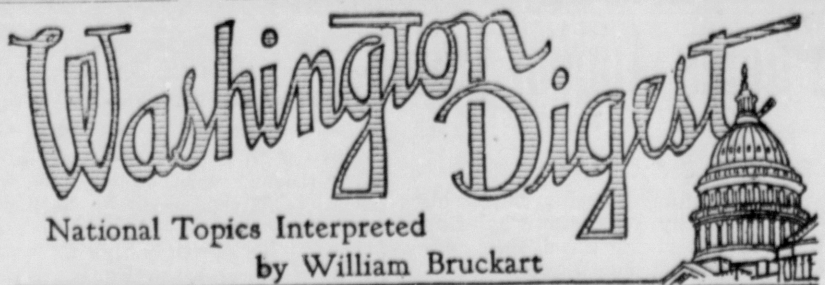 Washington
Digest
National Topics Interpreted
by William Bruckart